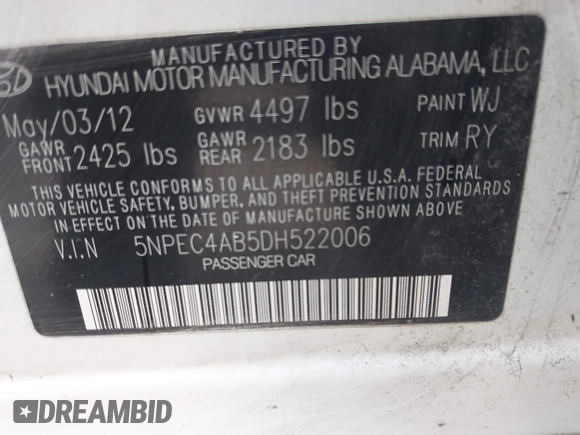 MANUFACTURED BY
HYUNDAI MOTOR MANUFACTURING ALABAMA, LLC
May/03/12 GVWR 4497 lbs PAINT WJ
GAWR FRONT 2425 lbs GAWR REAR 2183 lbs TRIM RY
THIS VEHICLE CONFORMS TO ALL APPLICABLE U.S.A. FEDERAL
MOTOR VEHICLE SAFETY, BUMPER, AND THEFT PREVENTION STANDARDS
IN EFFECT ON THE DATE OF MANUFACTURE SHOWN ABOVE.
V.I.N 5NPEC4AB5DH522006
PASSENGER CAR
DREAMBID